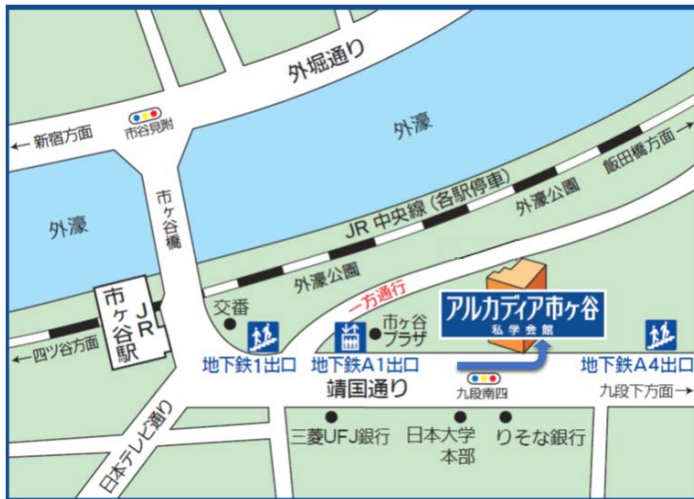 外堀通り
← 新宿方面
市谷見附
外濠
飯田橋方面 →
JR 中央線 (各駅停車)
外濠公園
市ヶ谷橋
外濠
外濠公園
一方通行
アルカディア市ヶ谷
私学会館
JR
市ヶ谷駅
交番
市ヶ谷
プラザ
← 四ツ谷方面
地下鉄1出口
地下鉄A1出口
地下鉄A4出口
靖国通り
九段南四
九段下方面 →
日本テレビ通り
三菱UFJ銀行
日本大学
本部
りそな銀行